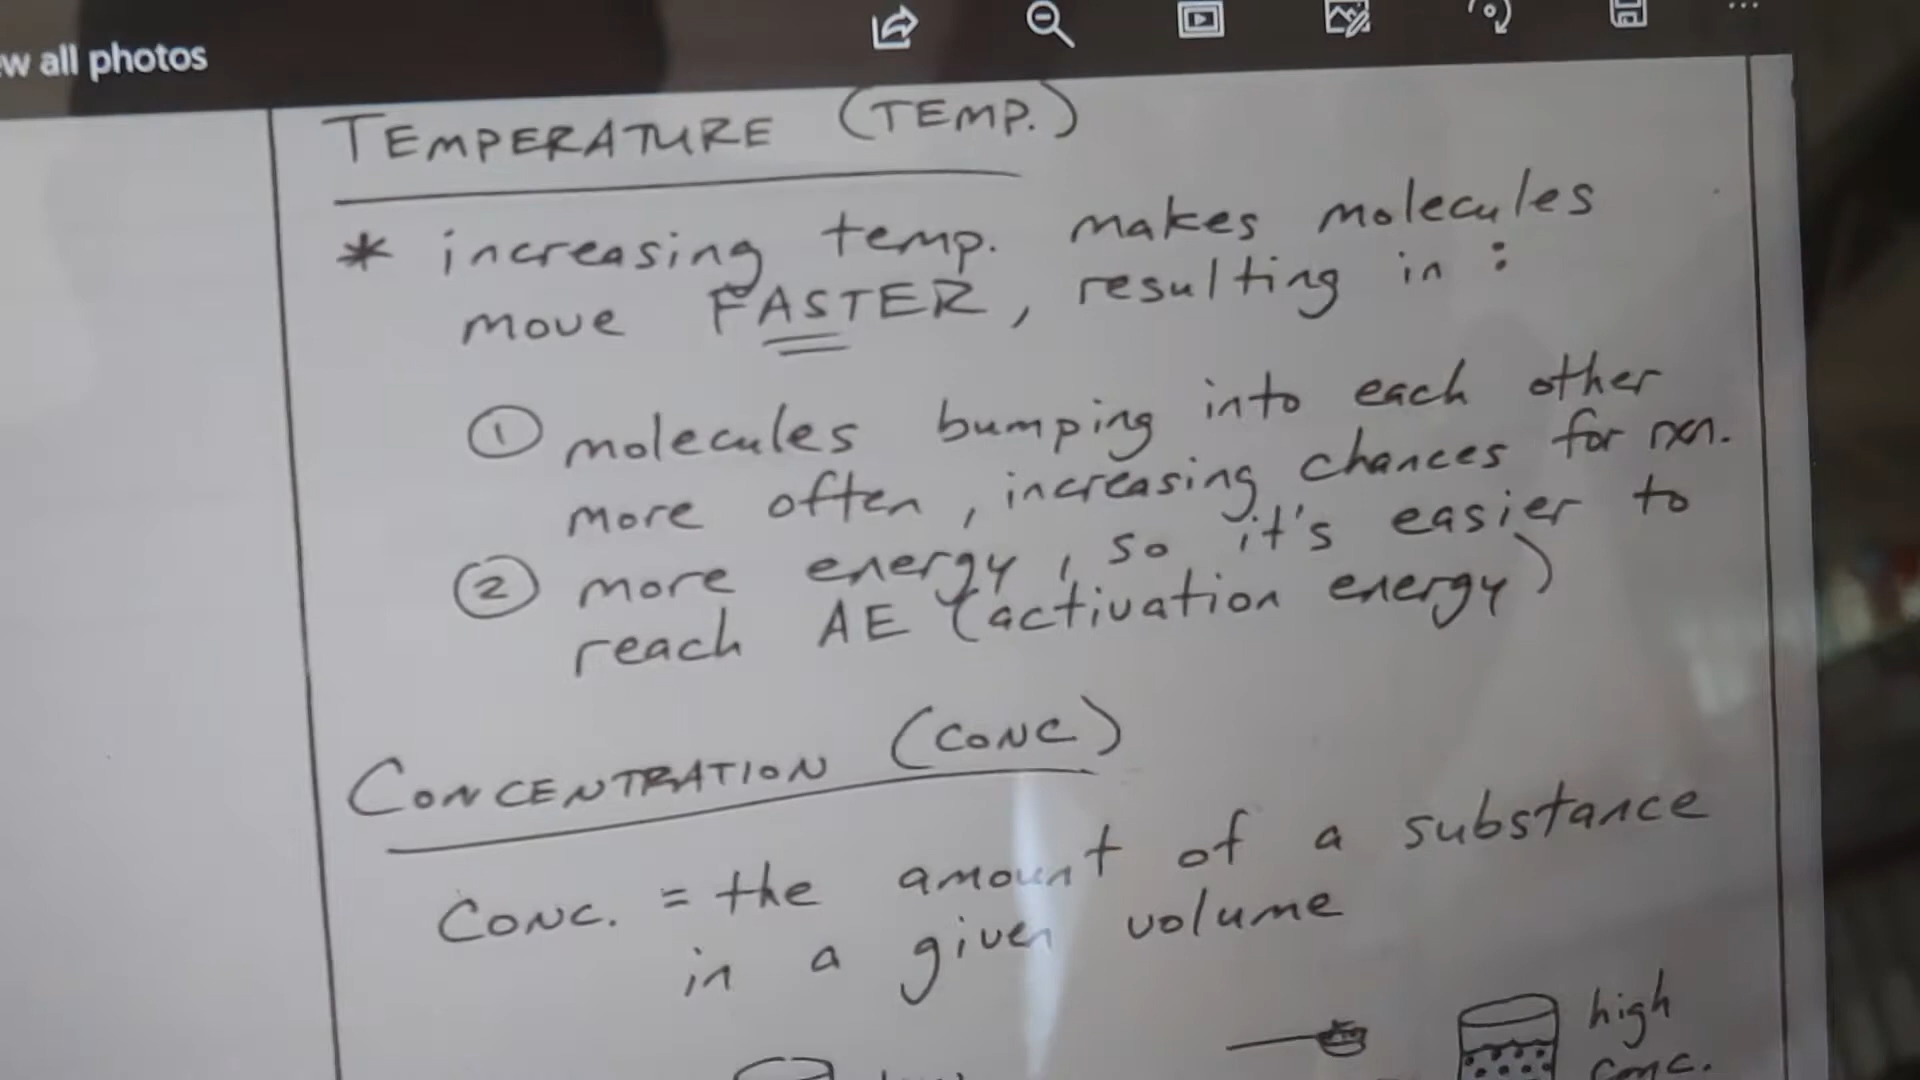 w all photos
TEMPERATURE (TEMP.)
* increasing temp. makes molecules
move FASTER, resulting in :
① molecules bumping into each other
more often, increasing chances for rxn.
② more energy, so it's easier to
reach AE (activation energy)
CONCENTRATION (CONC)
CONC. = the amount of a substance
in a given volume
high
conc.